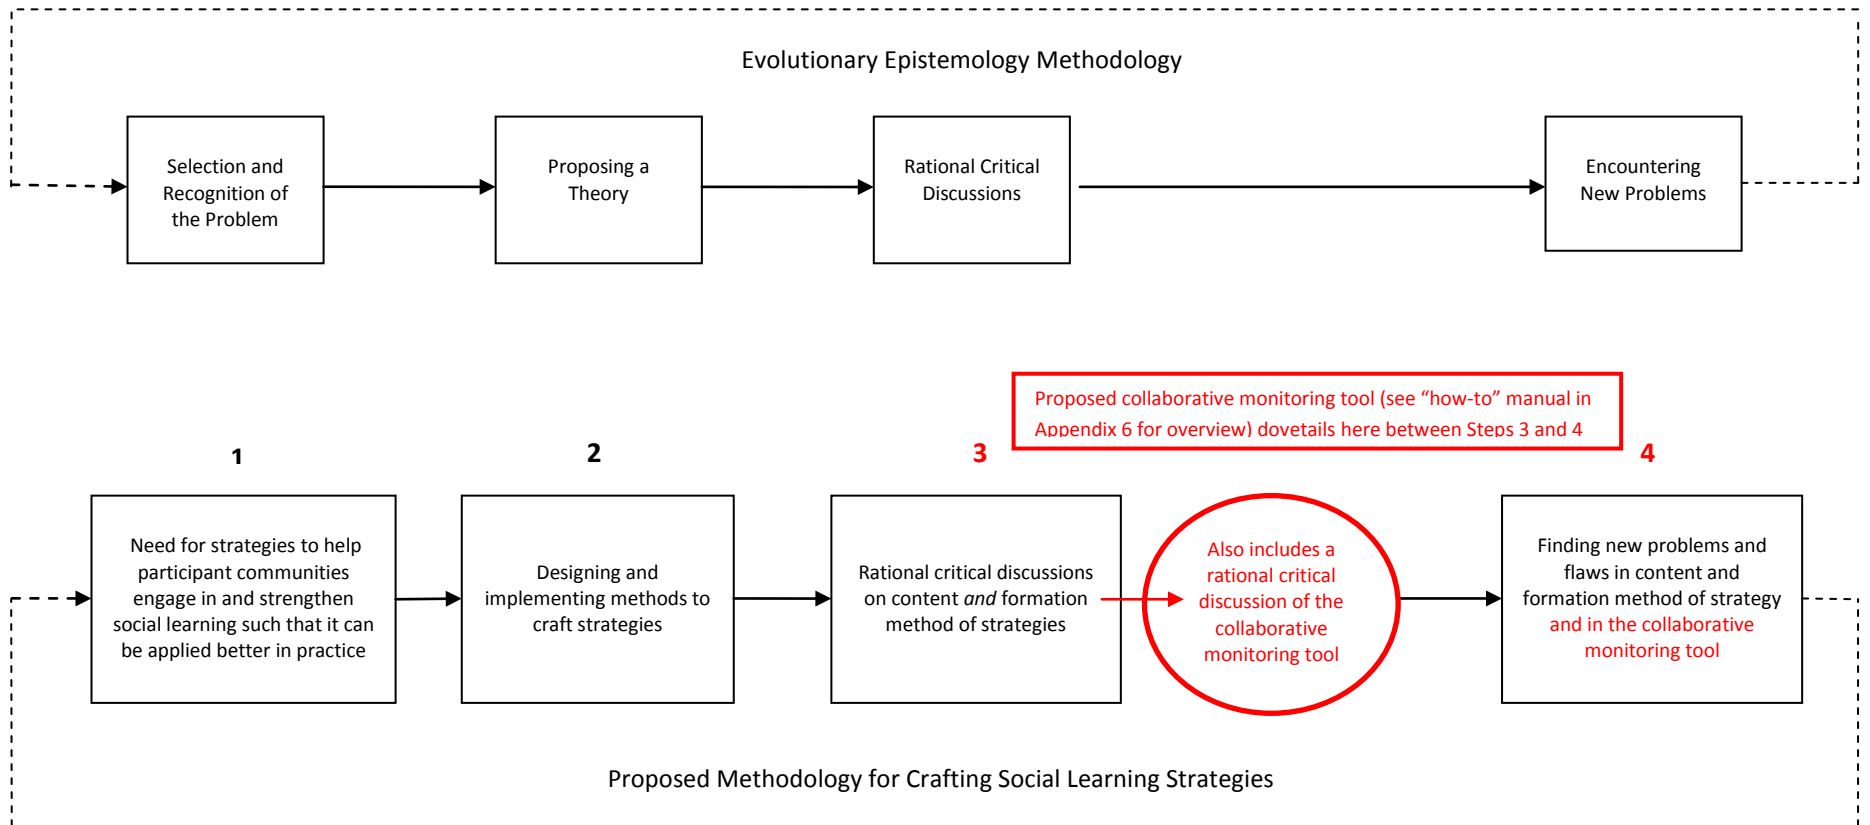 Evolutionary Epistemology Methodology
Selection and
Recognition of
the Problem
Proposing a
Theory
Rational Critical
Discussions
Encountering
New Problems
Proposed collaborative monitoring tool (see “how-to” manual in
Appendix 6 for overview) dovetails here between Steps 3 and 4
1
2
3
4
Need for strategies to help
participant communities
engage in and strengthen
social learning such that it can
be applied better in practice
Designing and
implementing methods to
craft strategies
Rational critical discussions
on content and formation
method of strategies
Also includes a
rational critical
discussion of the
collaborative
monitoring tool
Finding new problems and
flaws in content and
formation method of strategy
and in the collaborative
monitoring tool
Proposed Methodology for Crafting Social Learning Strategies